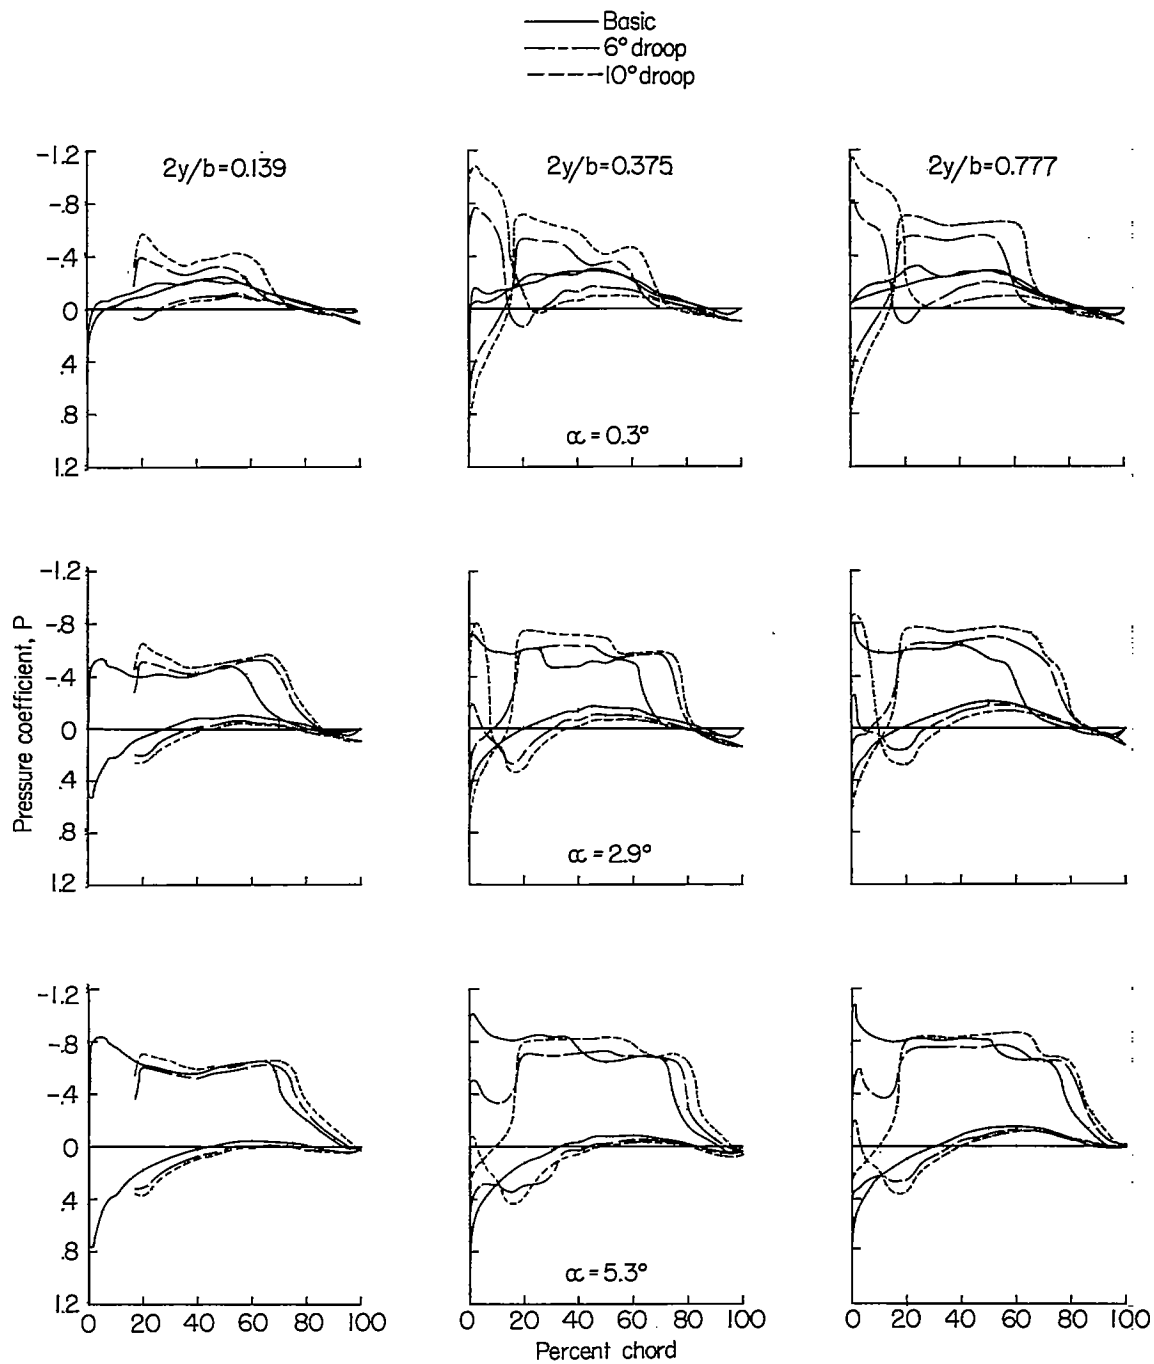 Basic
6° droop
10° droop
2y/b=0.139
2y/b=0.375
2y/b=0.777
-1.2
-.8
-.4
0
.4
.8
1.2
α = 0.3°
-1.2
-.8
-.4
0
.4
.8
1.2
α = 2.9°
Pressure coefficient, P
-1.2
-.8
-.4
0
.4
.8
1.2
α = 5.3°
0 20 40 60 80 100
0 20 40 60 80 100
0 20 40 60 80 100
Percent chord